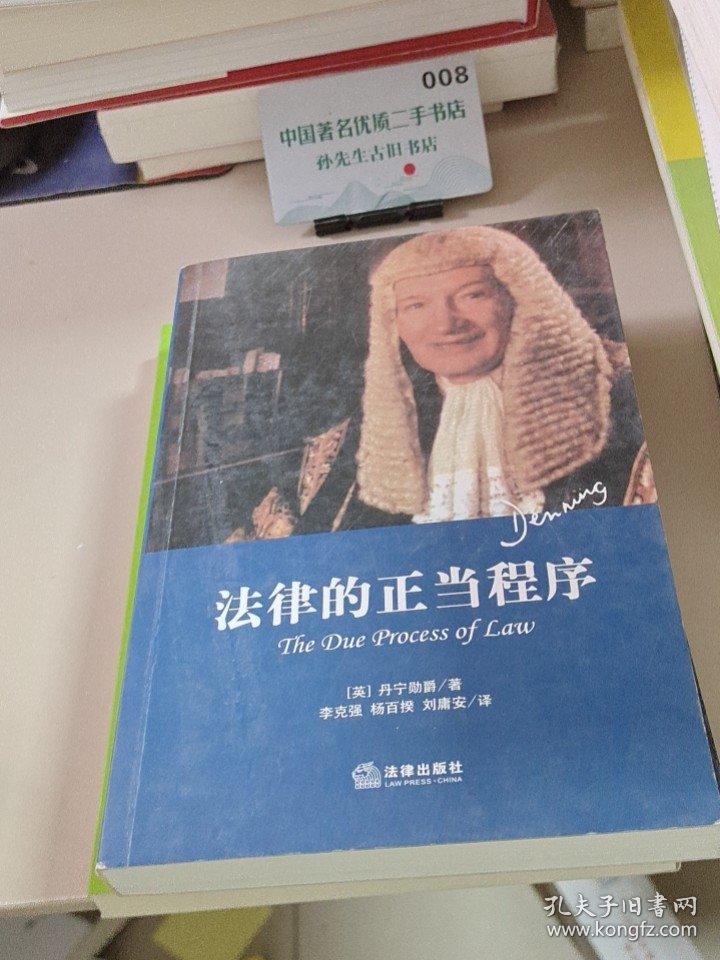 008
中国著名优质二手书店
孙先生古旧书店
Denning
法律的正当程序
The Due Process of Law
[英] 丹宁勋爵/著
李克强 杨百揆 刘庸安/译
法律出版社
LAW PRESS·CHINA
孔夫子旧书网
www.kongfz.com